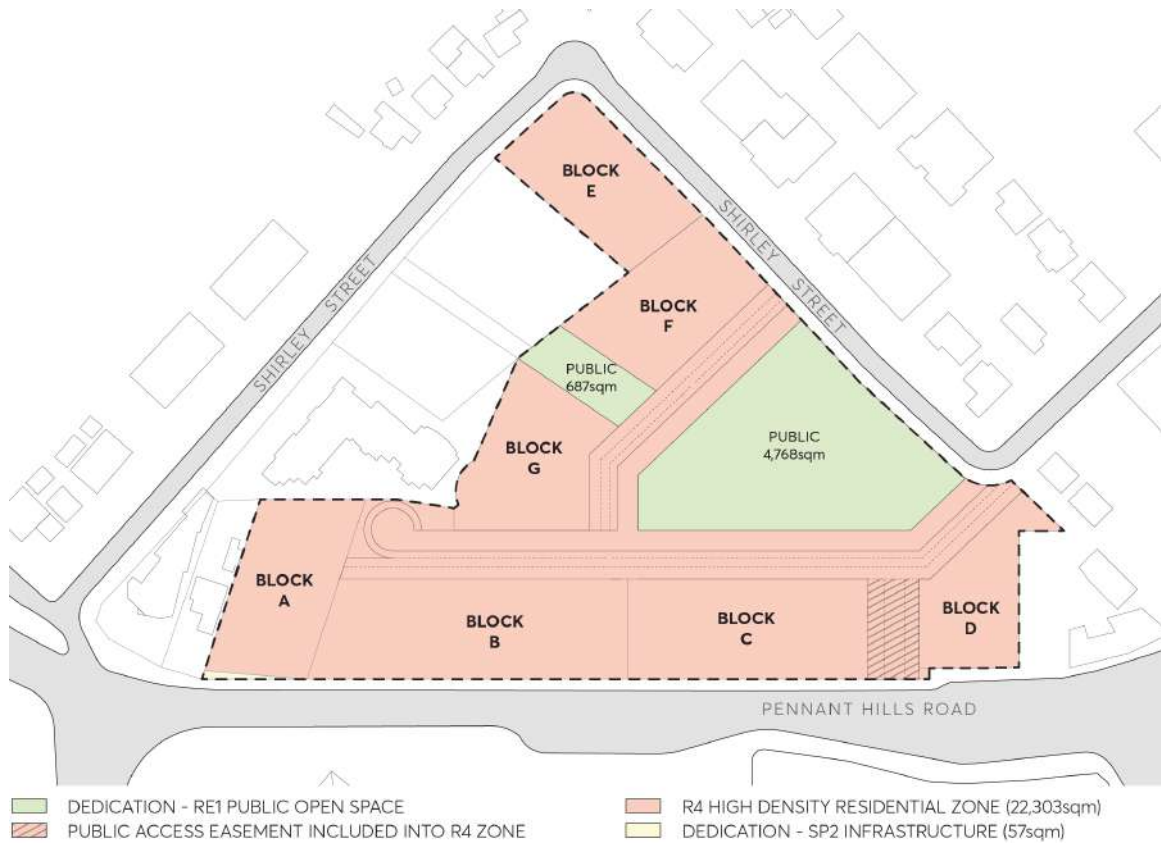 BLOCK
E
SHIRLEY STREET
SHIRLEY STREET
BLOCK
F
PUBLIC
687sqm
PUBLIC
4,768sqm
BLOCK
G
BLOCK
A
BLOCK
B
BLOCK
C
BLOCK
D
PENNANT HILLS ROAD
DEDICATION - RE1 PUBLIC OPEN SPACE
PUBLIC ACCESS EASEMENT INCLUDED INTO R4 ZONE
R4 HIGH DENSITY RESIDENTIAL ZONE (22,303sqm)
DEDICATION - SP2 INFRASTRUCTURE (57sqm)